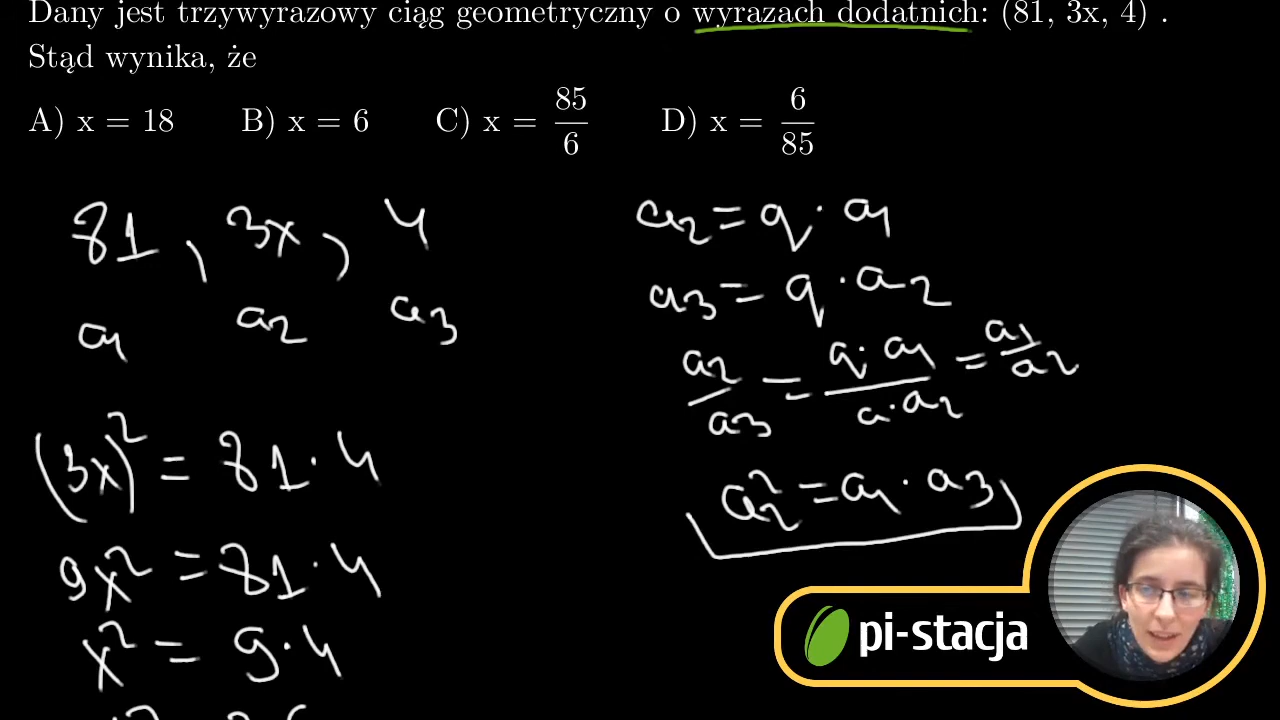 Dany jest trzywyrazowy ciąg geometryczny o wyrazach dodatnich: (81, 3x, 4) .
Stąd wynika, że
A) x = 18 B) x = 6 C) x = 85/6 D) x = 6/85
81 , 3x , 4
a1 a2 a3
(3x)² = 81 · 4
9x² = 81 · 4
x² = 9 · 4
a2 = q · a1
a3 = q · a2
a2/a3 = q · a1/q · a2 = a1/a2
a2² = a1 · a3
pi-stacja